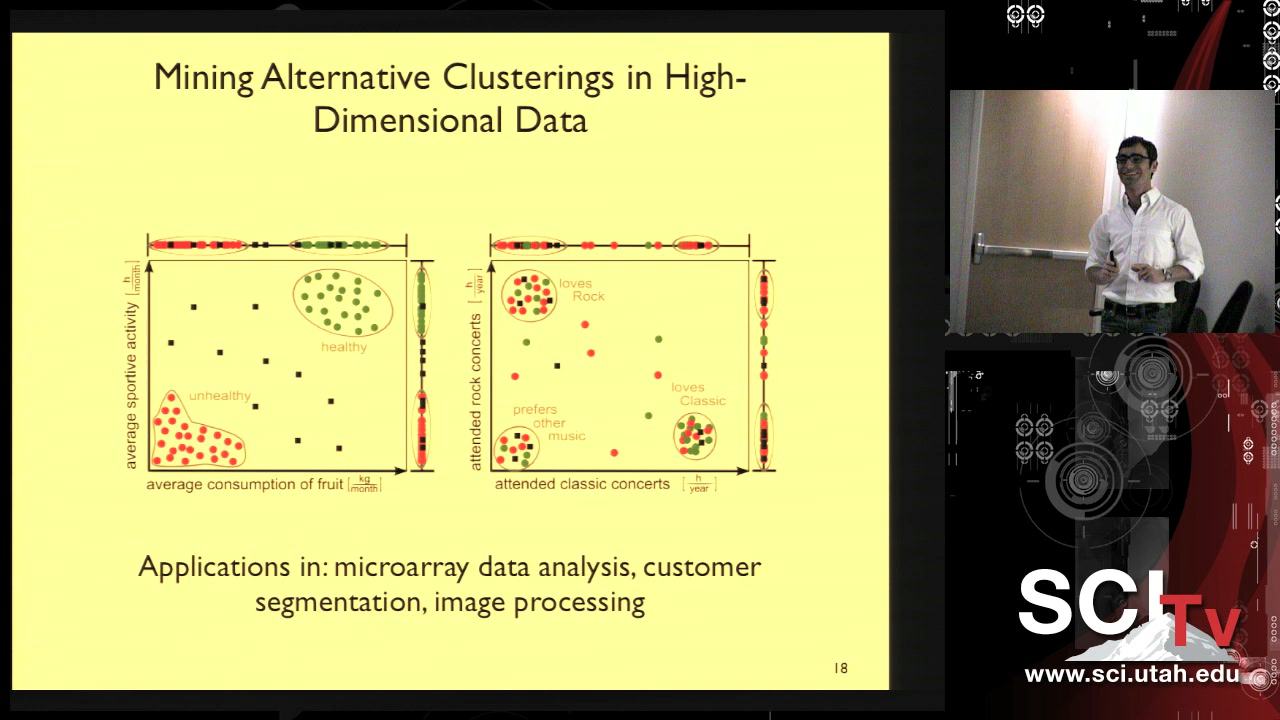 Mining Alternative Clusterings in High-
Dimensional Data
average sportive activity [h/month]
healthy
unhealthy
average consumption of fruit [kg/month]
attended rock concerts [h/year]
loves
Rock
loves
Classic
prefers
other
music
attended classic concerts [h/year]
Applications in: microarray data analysis, customer
segmentation, image processing
18
SCI
TV
www.sci.utah.edu